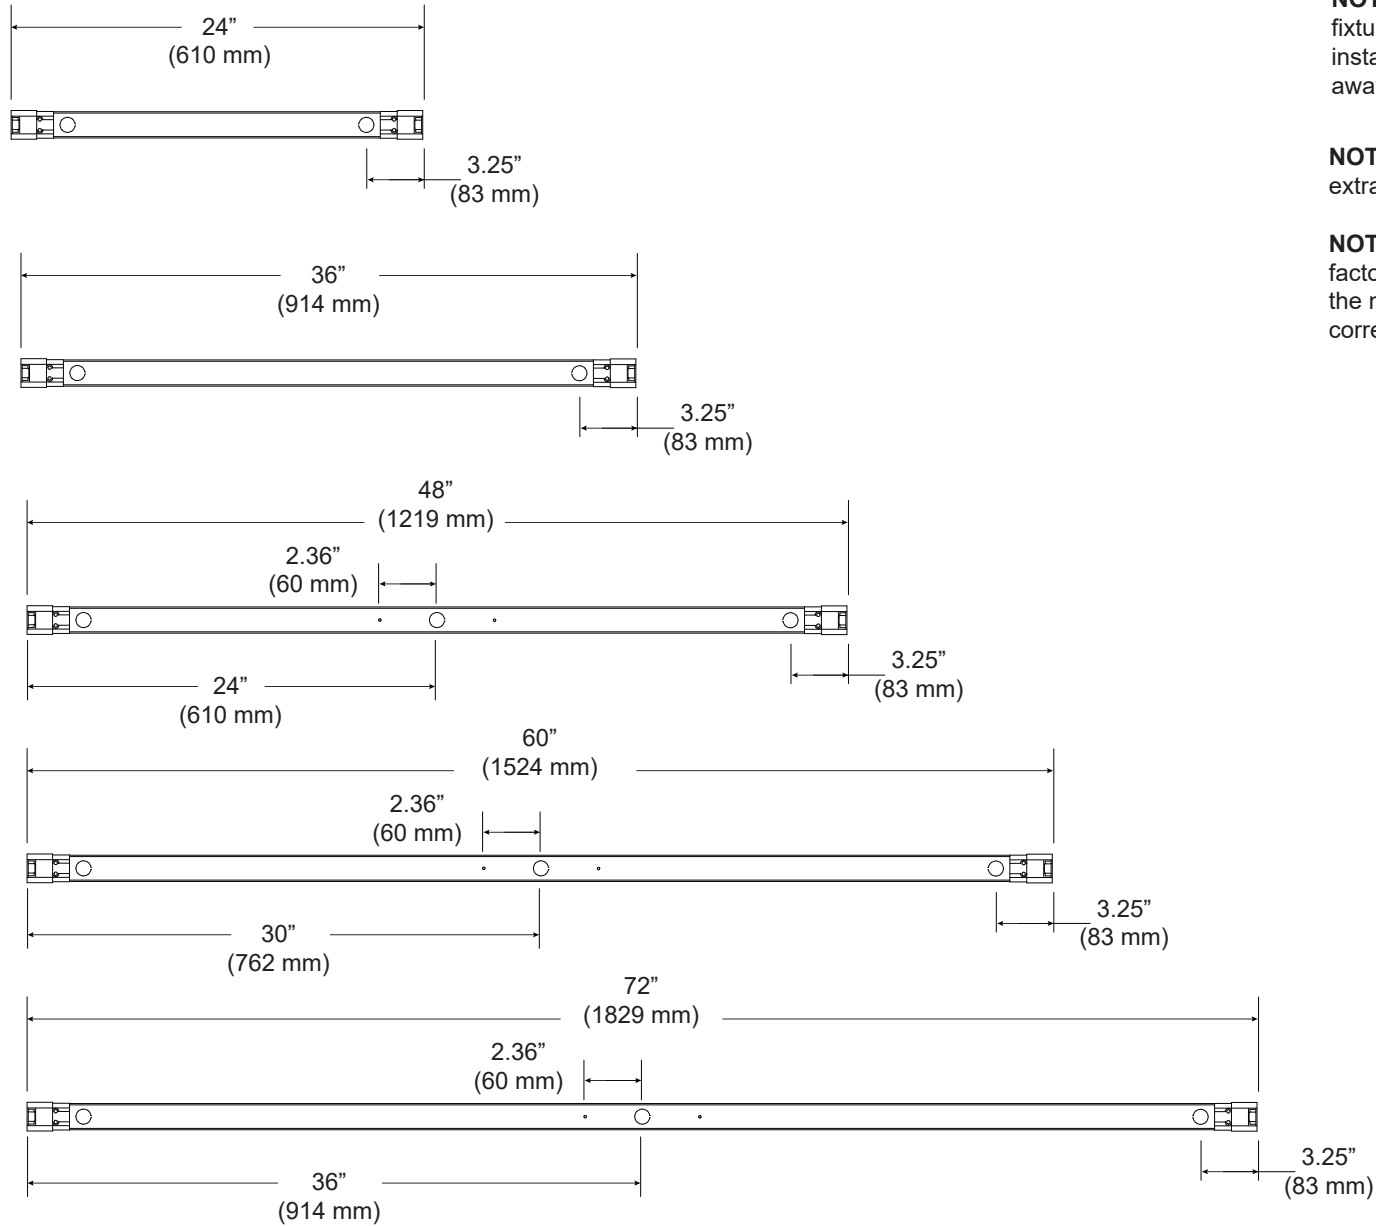 24”
(610 mm)
3.25”
(83 mm)
36”
(914 mm)
3.25”
(83 mm)
48”
(1219 mm)
2.36”
(60 mm)
24”
(610 mm)
3.25”
(83 mm)
60”
(1524 mm)
2.36”
(60 mm)
30”
(762 mm)
3.25”
(83 mm)
72”
(1829 mm)
2.36”
(60 mm)
36”
(914 mm)
3.25”
(83 mm)
NOT
fixtu
insta
awa
NOT
extra
NOT
facto
the r
corre